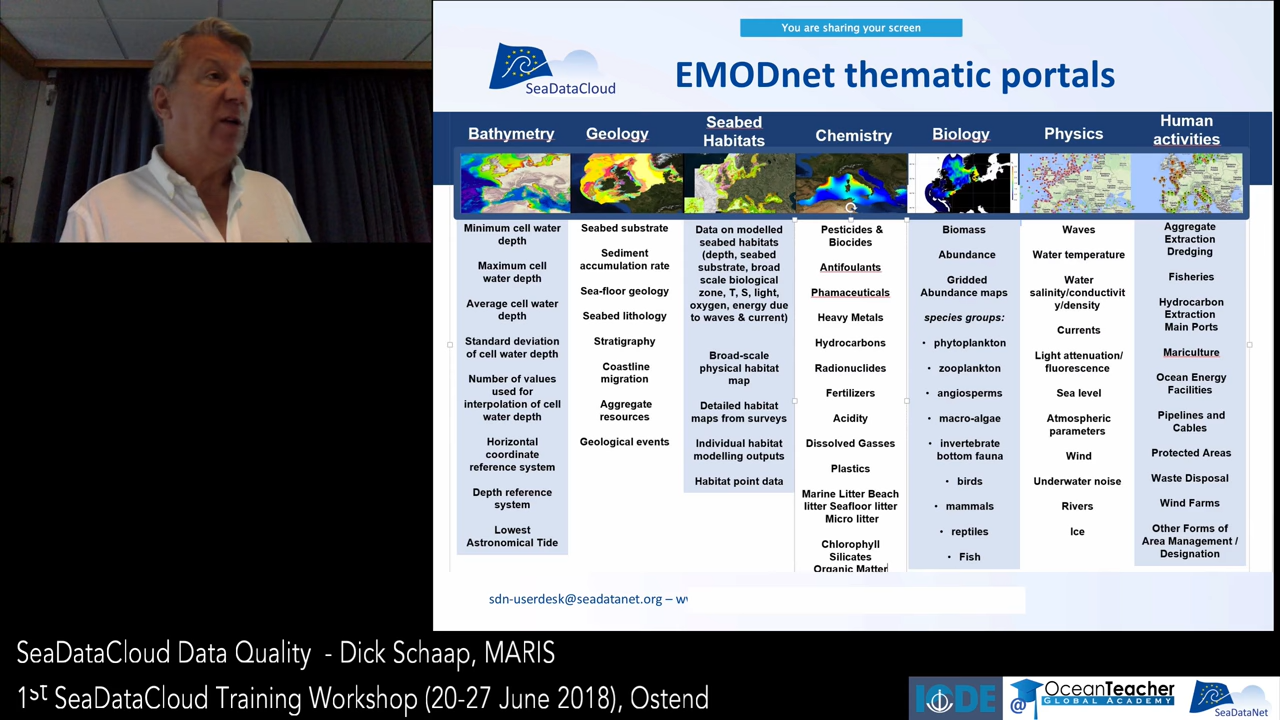 You are sharing your screen
SeaDataCloud
EMODnet thematic portals
Bathymetry
Geology
Seabed
Habitats
Chemistry
Biology
Physics
Human
activities
Minimum cell water
depth
Maximum cell
water depth
Average cell water
depth
Standard deviation
of cell water depth
Number of values
used for
interpolation of cell
water depth
Horizontal
coordinate
reference system
Depth reference
system
Lowest
Astronomical Tide
Seabed substrate
Sediment
accumulation rate
Sea-floor geology
Seabed lithology
Stratigraphy
Coastline
migration
Aggregate
resources
Geological events
Data on modelled
seabed habitats
(depth, seabed
substrate, broad
scale biological
zone, T, S, light,
oxygen, energy due
to waves & current)
Broad-scale
physical habitat
map
Detailed habitat
maps from surveys
Individual habitat
modelling outputs
Habitat point data
Pesticides &
Biocides
Antifoulants
Phamaceuticals
Heavy Metals
Hydrocarbons
Radionuclides
Fertilizers
Acidity
Dissolved Gasses
Plastics
Marine Litter Beach
litter Seafloor litter
Micro litter
Chlorophyll
Silicates
Organic Matter
Biomass
Abundance
Gridded
Abundance maps
species groups:
• phytoplankton
• zooplankton
• angiosperms
• macro-algae
• invertebrate
bottom fauna
• birds
• mammals
• reptiles
• Fish
Waves
Water temperature
Water
salinity/conductivit
y/density
Currents
Light attenuation/
fluorescence
Sea level
Atmospheric
parameters
Wind
Underwater noise
Rivers
Ice
Aggregate
Extraction
Dredging
Fisheries
Hydrocarbon
Extraction
Main Ports
Mariculture
Ocean Energy
Facilities
Pipelines and
Cables
Protected Areas
Waste Disposal
Wind Farms
Other Forms of
Area Management /
Designation
sdn-userdesk@seadatanet.org – w
SeaDataCloud Data Quality - Dick Schaap, MARIS
1st SeaDataCloud Training Workshop (20-27 June 2018), Ostend
IODE
@
OceanTeacher
GLOBAL ACADEMY
SeaDataNet